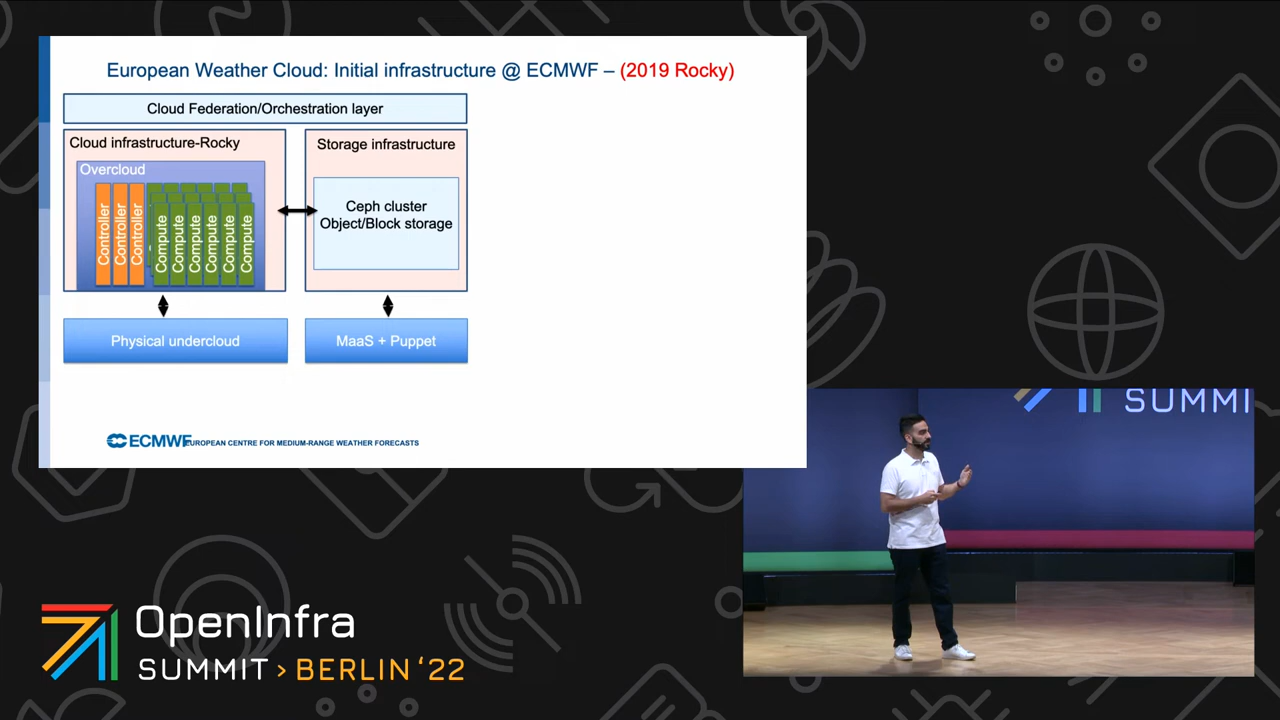 European Weather Cloud: Initial infrastructure @ ECMWF – (2019 Rocky)
Cloud Federation/Orchestration layer
Cloud infrastructure-Rocky
Overcloud
Controller
Controller
Controller
Compute
Compute
Compute
Compute
Compute
Compute
Storage infrastructure
Ceph cluster
Object/Block storage
Physical undercloud
MaaS + Puppet
ECMWF
EUROPEAN CENTRE FOR MEDIUM-RANGE WEATHER FORECASTS
SUMMI
OpenInfra
SUMMIT > BERLIN ‘22